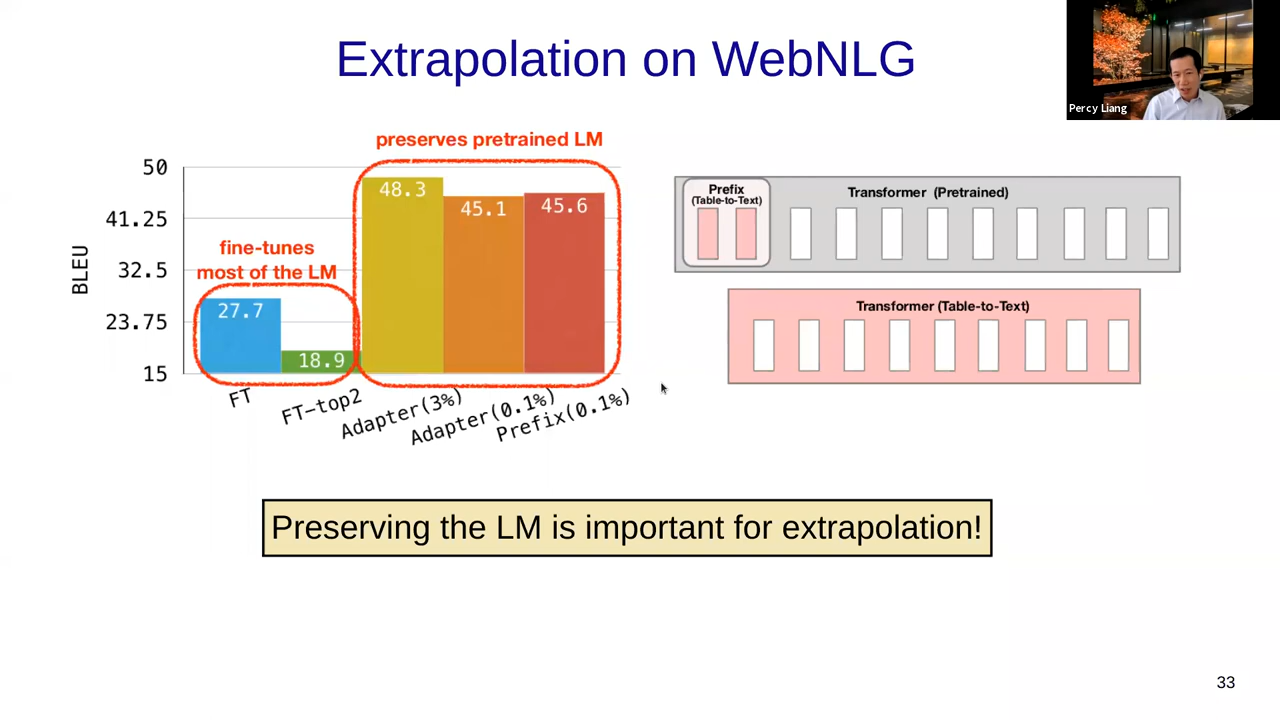 Extrapolation on WebNLG
Percy Liang
preserves pretrained LM
50
41.25
32.5
23.75
15
BLEU
fine-tunes
most of the LM
27.7
18.9
48.3
45.1
45.6
FT
FT-top2
Adapter(3%)
Adapter(0.1%)
Prefix(0.1%)
Prefix
(Table-to-Text)
Transformer (Pretrained)
Transformer (Table-to-Text)
Preserving the LM is important for extrapolation!
33